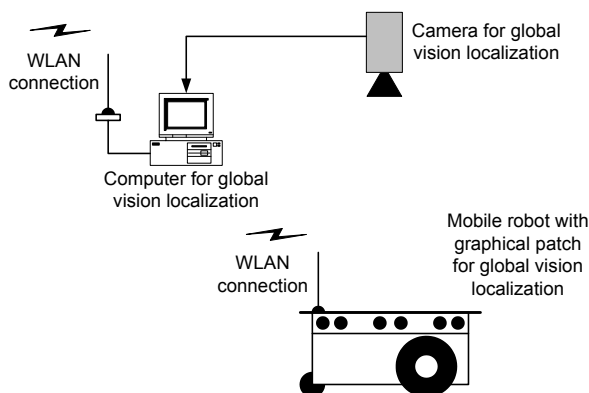 WLAN
connection
Camera for global
vision localization
Computer for global
vision localization
Mobile robot with
graphical patch
for global vision
localization
WLAN
connection